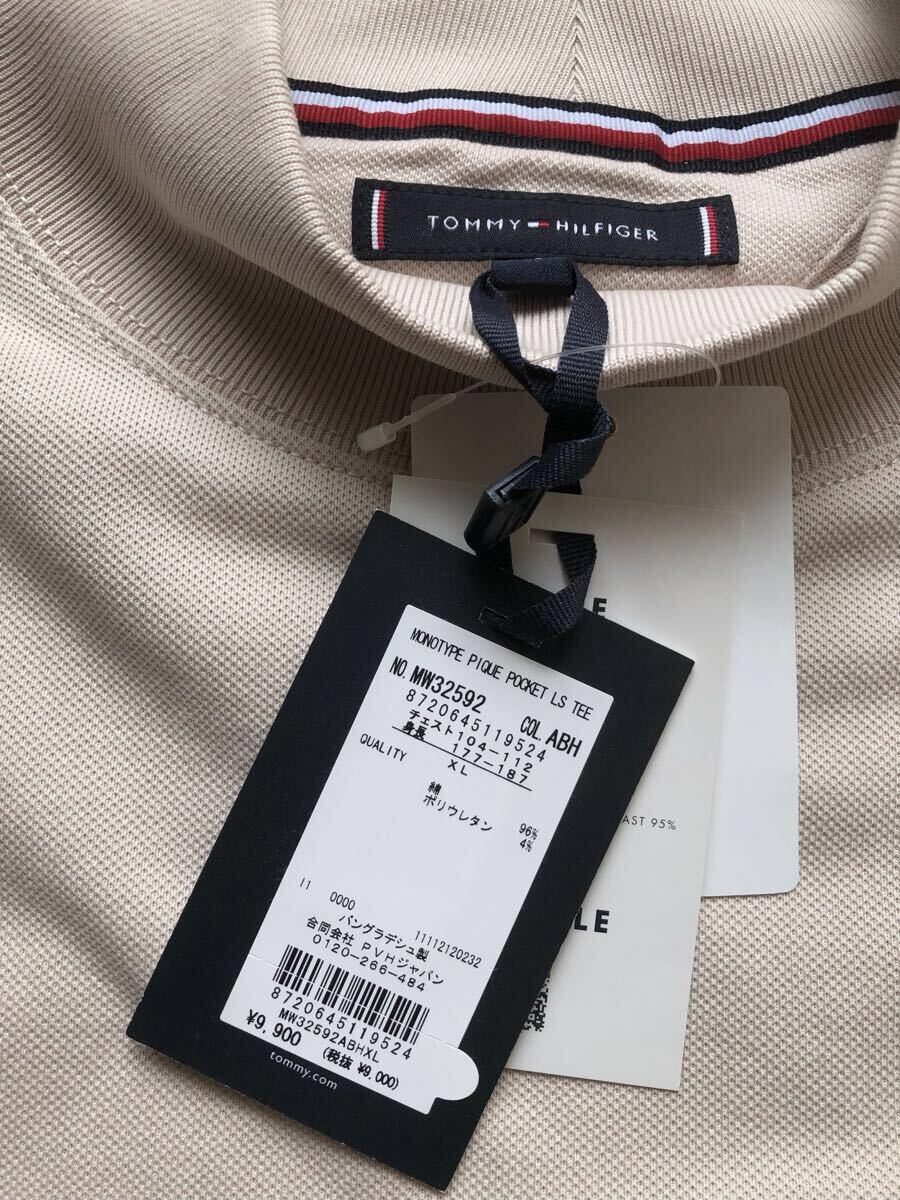 TOMMY HILFIGER
LE
MONOTYPE PIQUE POCKET LS TEE
NO. MW32592 COL. ABH
8720645119524
チェスト104-112
身長 177-187
XL
QUALITY
綿 96%
ポリウレタン 4%
AST 95%
LE
11 0000 11112120232
バングラデシュ製
合同会社 PVHジャパン
0120-266-484
8720645119524
MW32592ABHXL
¥9,900 (税抜 ¥9,000)
tommy.com